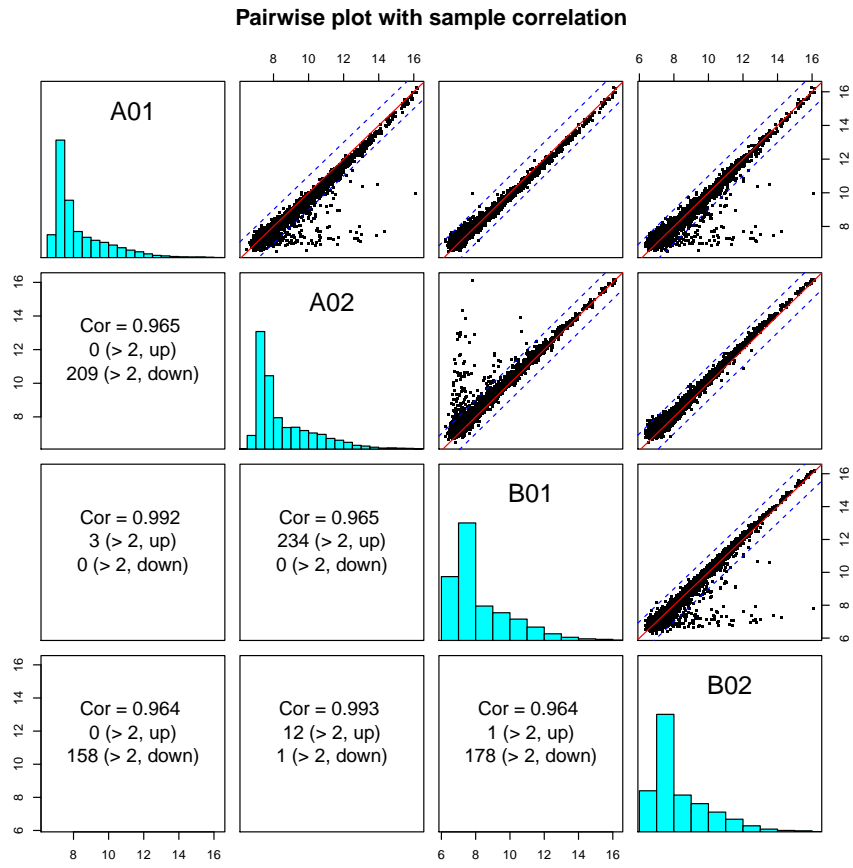 Pairwise plot with sample correlation
8 10 12 14 16
6 8 10 12 14 16
A01
8 10 12 14 16
8 10 12 14 16
Cor = 0.965
0 (> 2, up)
209 (> 2, down)
A02
Cor = 0.992
3 (> 2, up)
0 (> 2, down)
Cor = 0.965
234 (> 2, up)
0 (> 2, down)
B01
6 8 10 12 14 16
6 8 10 12 14 16
Cor = 0.964
0 (> 2, up)
158 (> 2, down)
Cor = 0.993
12 (> 2, up)
1 (> 2, down)
Cor = 0.964
1 (> 2, up)
178 (> 2, down)
B02
8 10 12 14 16
6 8 10 12 14 16